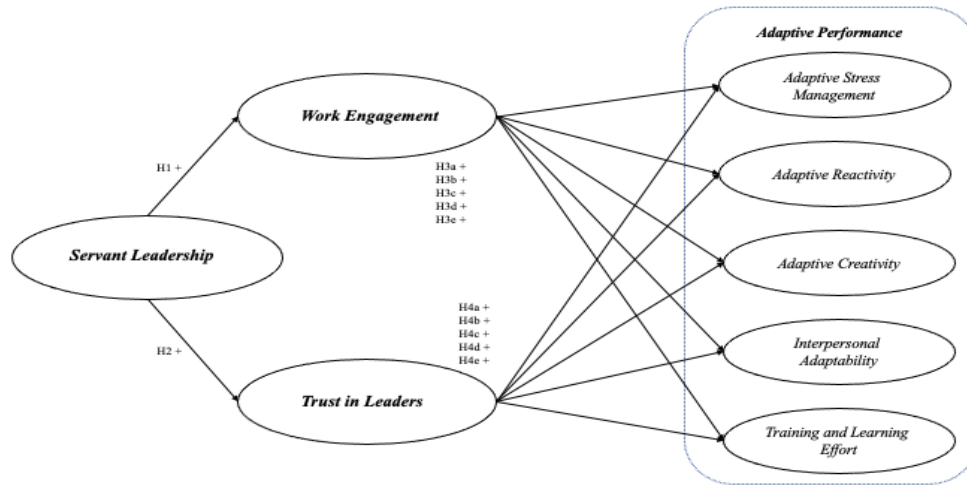 Adaptive Performance
Adaptive Stress
Management
Work Engagement
H1 +
H3a +
H3b +
H3c +
H3d +
H3e +
Adaptive Reactivity
Servant Leadership
Adaptive Creativity
H2 +
H4a +
H4b +
H4c +
H4d +
H4e +
Interpersonal
Adaptability
Trust in Leaders
Training and Learning
Effort